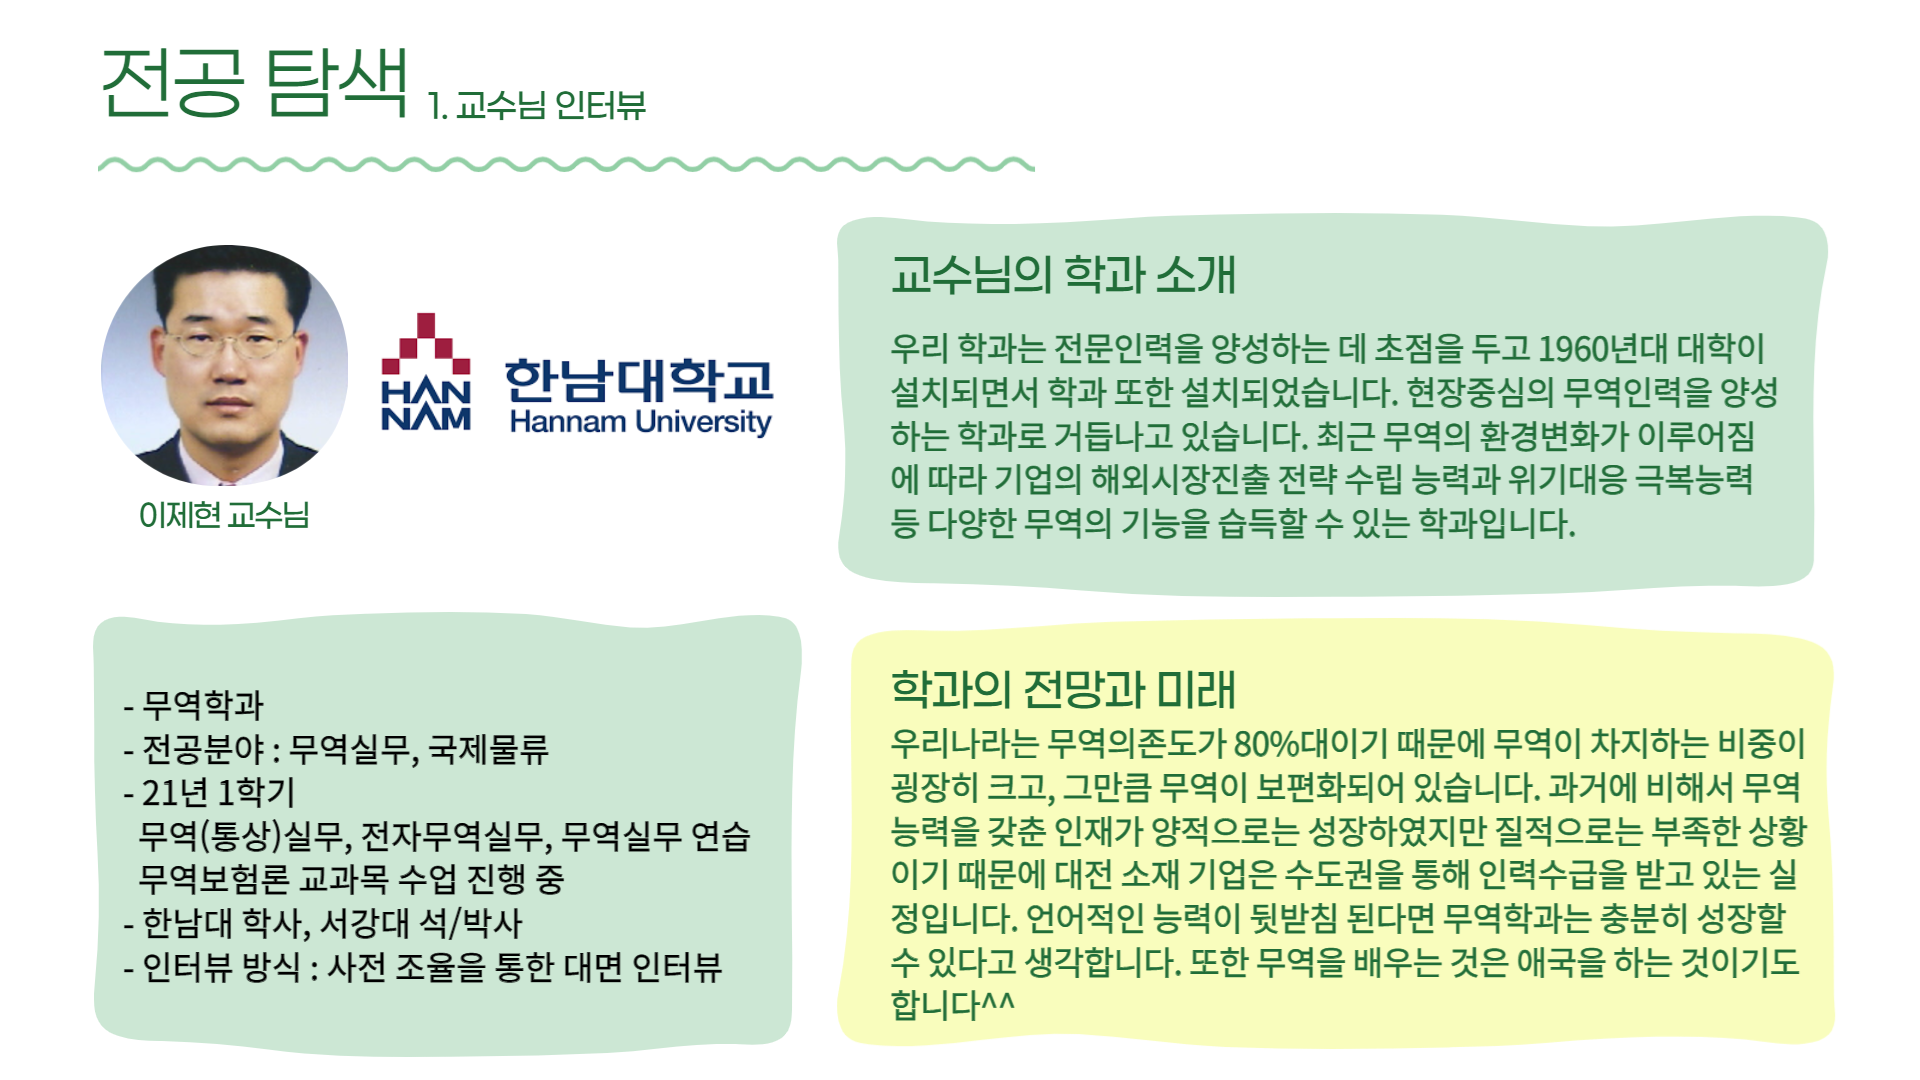 전공 탐색 1. 교수님 인터뷰
HAN
NAM
한남대학교
Hannam University
이제현 교수님
- 무역학과
- 전공분야 : 무역실무, 국제물류
- 21년 1학기
무역(통상)실무, 전자무역실무, 무역실무 연습
무역보험론 교과목 수업 진행 중
- 한남대 학사, 서강대 석/박사
- 인터뷰 방식 : 사전 조율을 통한 대면 인터뷰
교수님의 학과 소개
우리 학과는 전문인력을 양성하는 데 초점을 두고 1960년대 대학이
설치되면서 학과 또한 설치되었습니다. 현장중심의 무역인력을 양성
하는 학과로 거듭나고 있습니다. 최근 무역의 환경변화가 이루어짐
에 따라 기업의 해외시장진출 전략 수립 능력과 위기대응 극복능력
등 다양한 무역의 기능을 습득할 수 있는 학과입니다.
학과의 전망과 미래
우리나라는 무역의존도가 80%대이기 때문에 무역이 차지하는 비중이
굉장히 크고, 그만큼 무역이 보편화되어 있습니다. 과거에 비해서 무역
능력을 갖춘 인재가 양적으로는 성장하였지만 질적으로는 부족한 상황
이기 때문에 대전 소재 기업은 수도권을 통해 인력수급을 받고 있는 실
정입니다. 언어적인 능력이 뒷받침 된다면 무역학과는 충분히 성장할
수 있다고 생각합니다. 또한 무역을 배우는 것은 애국을 하는 것이기도
합니다^^